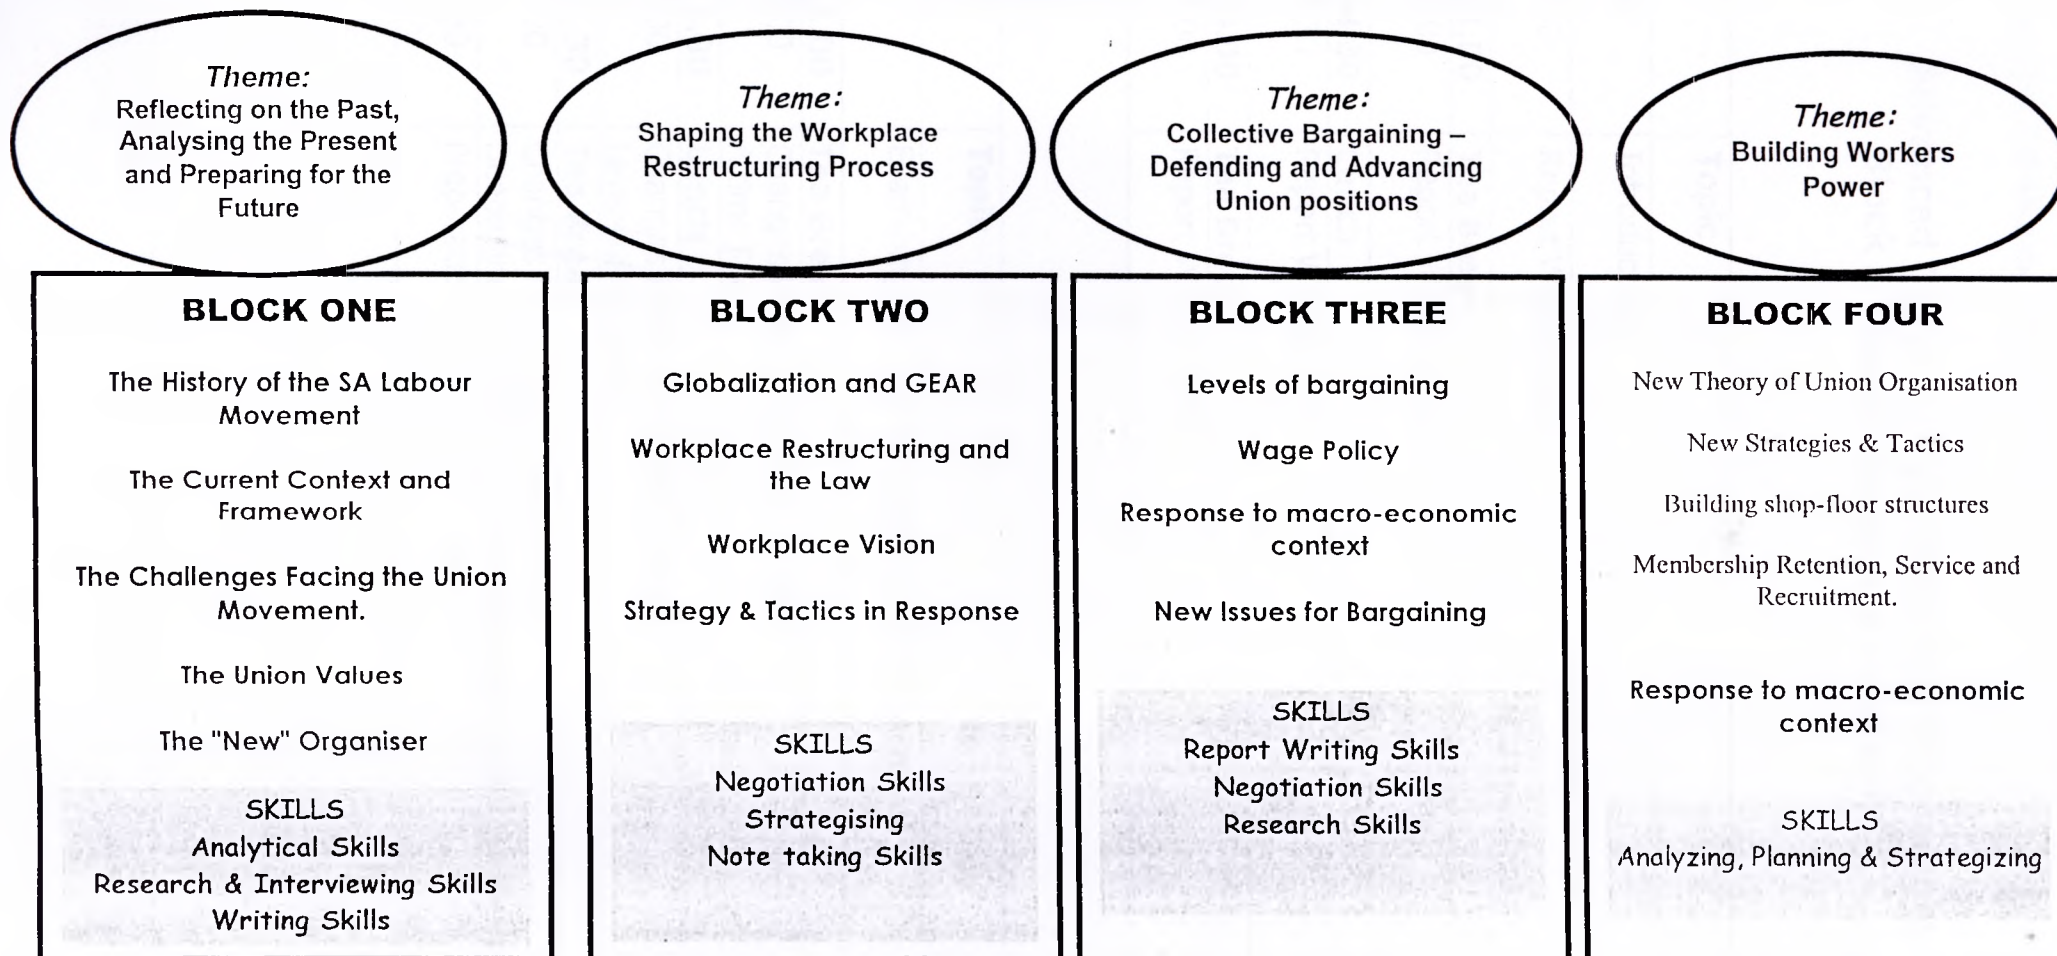 Theme:
Reflecting on the Past,
Analysing the Present
and Preparing for the
Future
BLOCK ONE
The History of the SA Labour
Movement
The Current Context and
Framework
The Challenges Facing the Union
Movement.
The Union Values
The "New" Organiser
SKILLS
Analytical Skills
Research & Interviewing Skills
Writing Skills
Theme:
Shaping the Workplace
Restructuring Process
BLOCK TWO
Globalization and GEAR
Workplace Restructuring and
the Law
Workplace Vision
Strategy & Tactics in Response
SKILLS
Negotiation Skills
Strategising
Note taking Skills
Theme:
Collective Bargaining –
Defending and Advancing
Union positions
BLOCK THREE
Levels of bargaining
Wage Policy
Response to macro-economic
context
New Issues for Bargaining
SKILLS
Report Writing Skills
Negotiation Skills
Research Skills
Theme:
Building Workers
Power
BLOCK FOUR
New Theory of Union Organisation
New Strategies & Tactics
Building shop-floor structures
Membership Retention, Service and
Recruitment.
Response to macro-economic
context
SKILLS
Analyzing, Planning & Strategizing